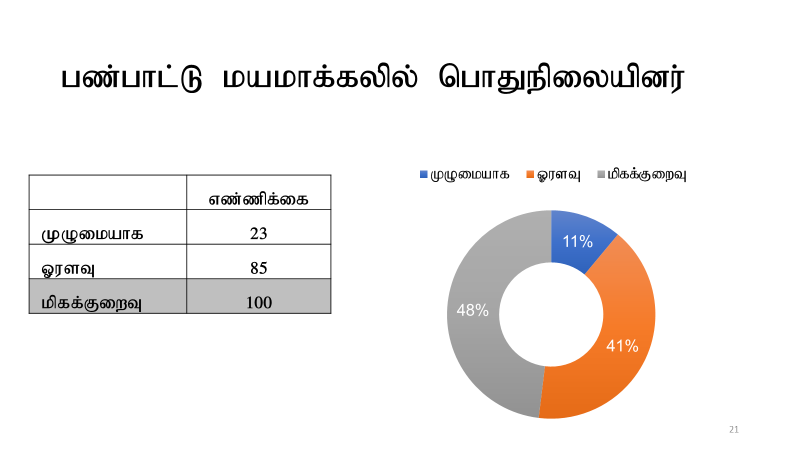 பண்பாட்டு மயமாக்கலில் பொதுநிலையினர்
எண்ணிக்கை
முழுமையாக 23
ஓரளவு 85
மிகக்குறைவு 100
முழுமையாக ஓரளவு மிகக்குறைவு
11%
48%
41%
21